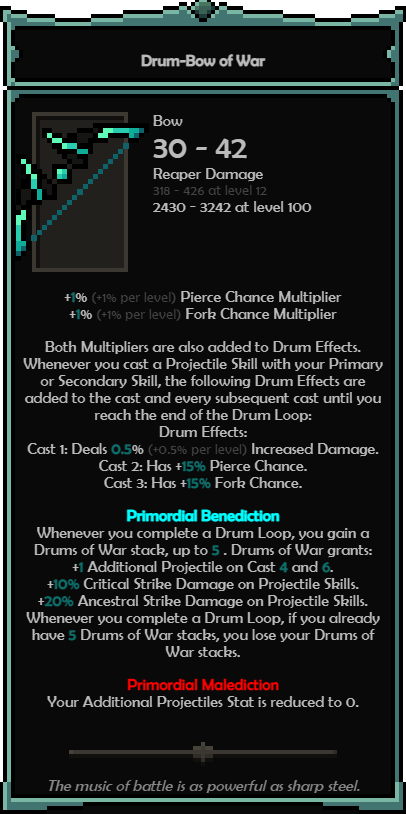 Drum-Bow of War
Bow
30 - 42
Reaper Damage
318 - 426 at level 12
2430 - 3242 at level 100
+1% (+1% per level) Pierce Chance Multiplier
+1% (+1% per level) Fork Chance Multiplier
Both Multipliers are also added to Drum Effects.
Whenever you cast a Projectile Skill with your Primary
or Secondary Skill, the following Drum Effects are
added to the cast and every subsequent cast until you
reach the end of the Drum Loop:
Drum Effects:
Cast 1: Deals 0.5% (+0.5% per level) Increased Damage.
Cast 2: Has +15% Pierce Chance.
Cast 3: Has +15% Fork Chance.
Primordial Benediction
Whenever you complete a Drum Loop, you gain a
Drums of War stack, up to 5 . Drums of War grants:
+1 Additional Projectile on Cast 4 and 6.
+10% Critical Strike Damage on Projectile Skills.
+20% Ancestral Strike Damage on Projectile Skills.
Whenever you complete a Drum Loop, if you already
have 5 Drums of War stacks, you lose your Drums of
War stacks.
Primordial Malediction
Your Additional Projectiles Stat is reduced to 0.
The music of battle is as powerful as sharp steel.